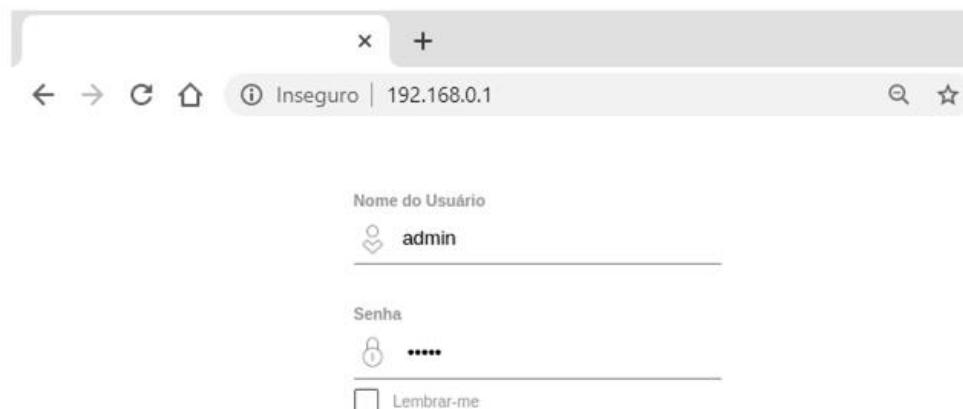 Inseguro | 192.168.0.1
Nome do Usuário
admin
Senha
•••••
Lembrar-me